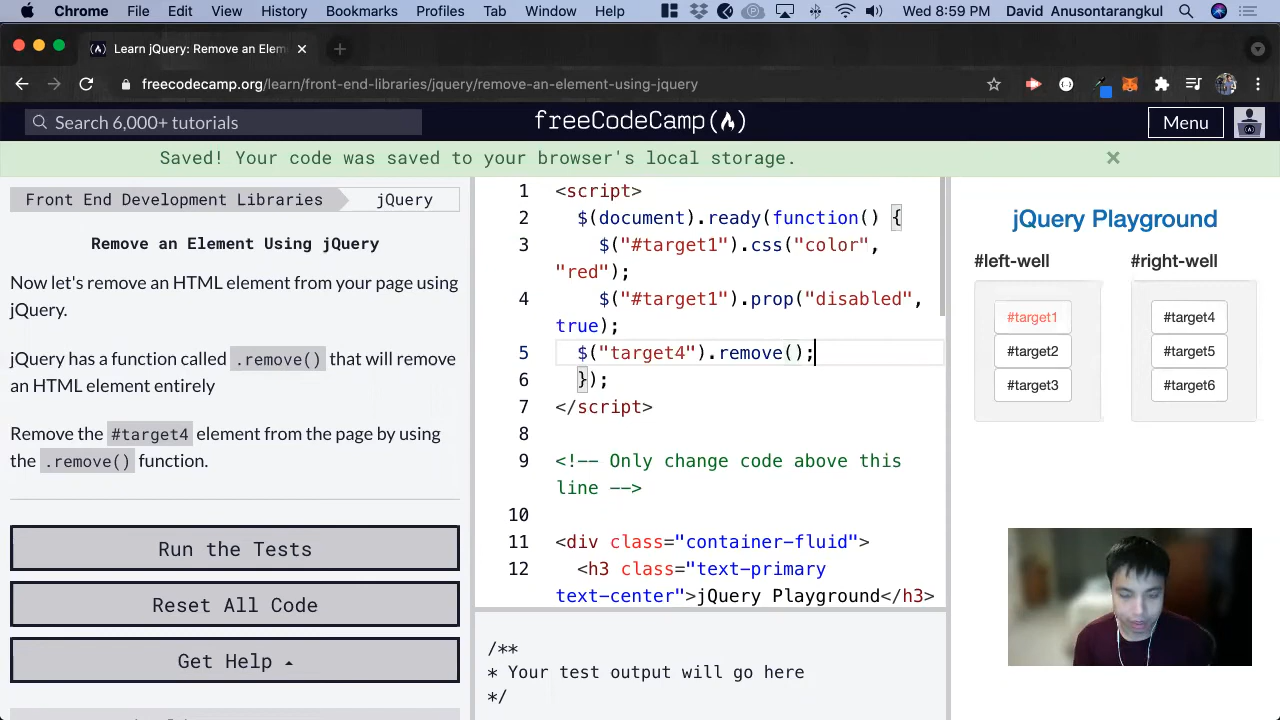 Chrome File Edit View History Bookmarks Profiles Tab Window Help Wed 8:59 PM David Anusontarangkul
Learn jQuery: Remove an Elem
freecodecamp.org/learn/front-end-libraries/jquery/remove-an-element-using-jquery
Search 6,000+ tutorials
freeCodeCamp
Menu
Saved! Your code was saved to your browser's local storage.
Front End Development Libraries
jQuery
Remove an Element Using jQuery
Now let's remove an HTML element from your page using
jQuery.
jQuery has a function called .remove() that will remove
an HTML element entirely
Remove the #target4 element from the page by using
the .remove() function.
Run the Tests
Reset All Code
Get Help
1 <script>
2 $(document).ready(function() {
3 $("#target1").css("color",
"red");
4 $("#target1").prop("disabled",
true);
5 $("target4").remove();
6 });
7 </script>
8
9 <!-- Only change code above this
line -->
10
11 <div class="container-fluid">
12 <h3 class="text-primary
text-center">jQuery Playground</h3>
/**
* Your test output will go here
*/
jQuery Playground
#left-well
#target1
#target2
#target3
#right-well
#target4
#target5
#target6